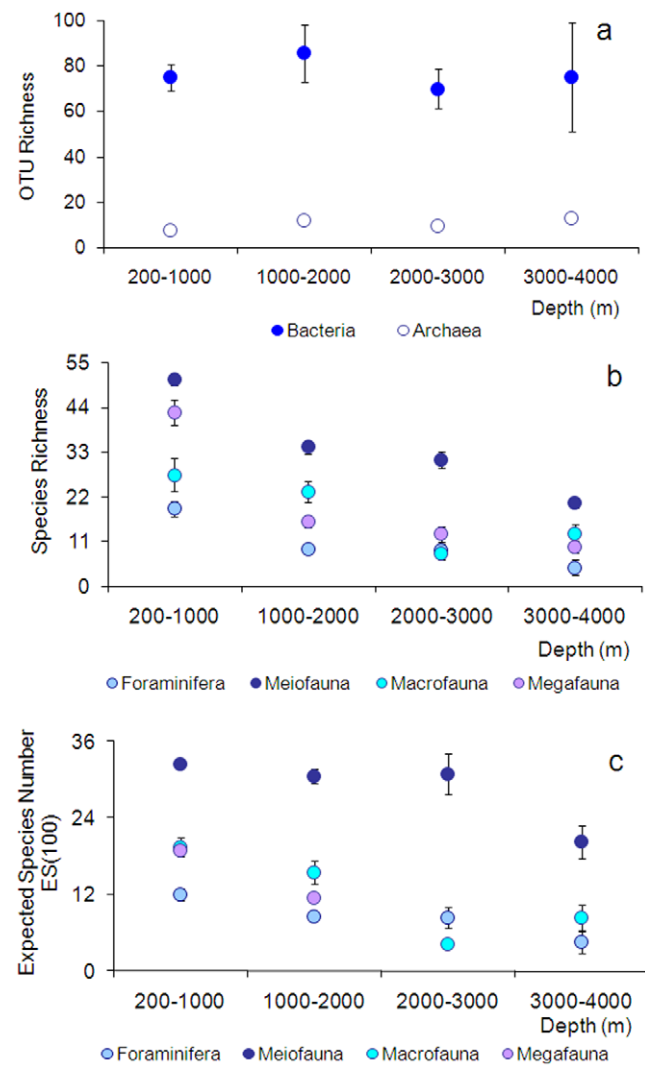 a
100
80
60
40
20
0
OTU Richness
200-1000 1000-2000 2000-3000 3000-4000
Depth (m)
Bacteria Archaea
b
55
44
33
22
11
0
Species Richness
200-1000 1000-2000 2000-3000 3000-4000
Depth (m)
Foraminifera Meiofauna Macrofauna Megafauna
c
36
24
12
0
Expected Species Number
ES(100)
200-1000 1000-2000 2000-3000 3000-4000
Depth (m)
Foraminifera Meiofauna Macrofauna Megafauna